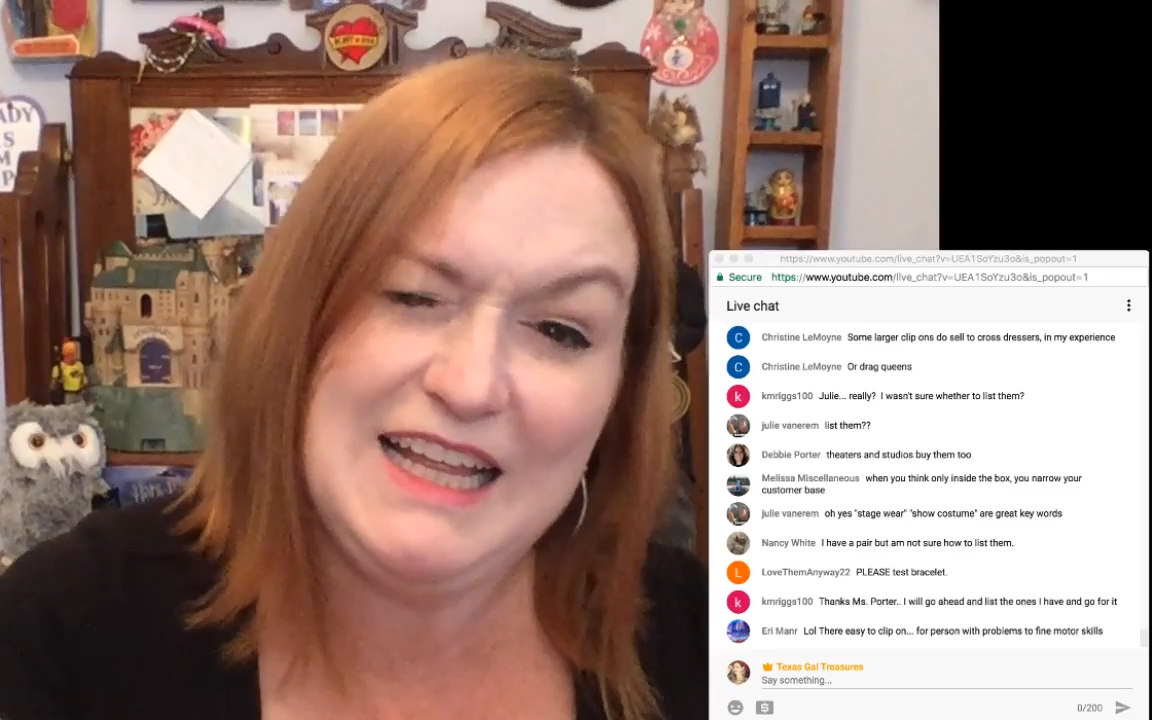 ADY
IS
M
P
https://www.youtube.com/live_chat?v=UEA1SoYzu3o&is_popout=1
Secure https://www.youtube.com/live_chat?v=UEA1SoYzu3o&is_popout=1
Live chat
C Christine LeMoyne Some larger clip ons do sell to cross dressers, in my experience
C Christine LeMoyne Or drag queens
k kmriggs100 Julie... really? I wasn't sure whether to list them?
julie vanerem list them??
Debbie Porter theaters and studios buy them too
Melissa Miscellaneous when you think only inside the box, you narrow your
customer base
julie vanerem oh yes "stage wear" "show costume" are great key words
Nancy White I have a pair but am not sure how to list them.
L LoveThemAnyway22 PLEASE test bracelet.
k kmriggs100 Thanks Ms. Porter.. I will go ahead and list the ones I have and go for it
Eri Manr Lol There easy to clip on... for person with problems to fine motor skills
Texas Gal Treasures
Say something...
$ 0/200